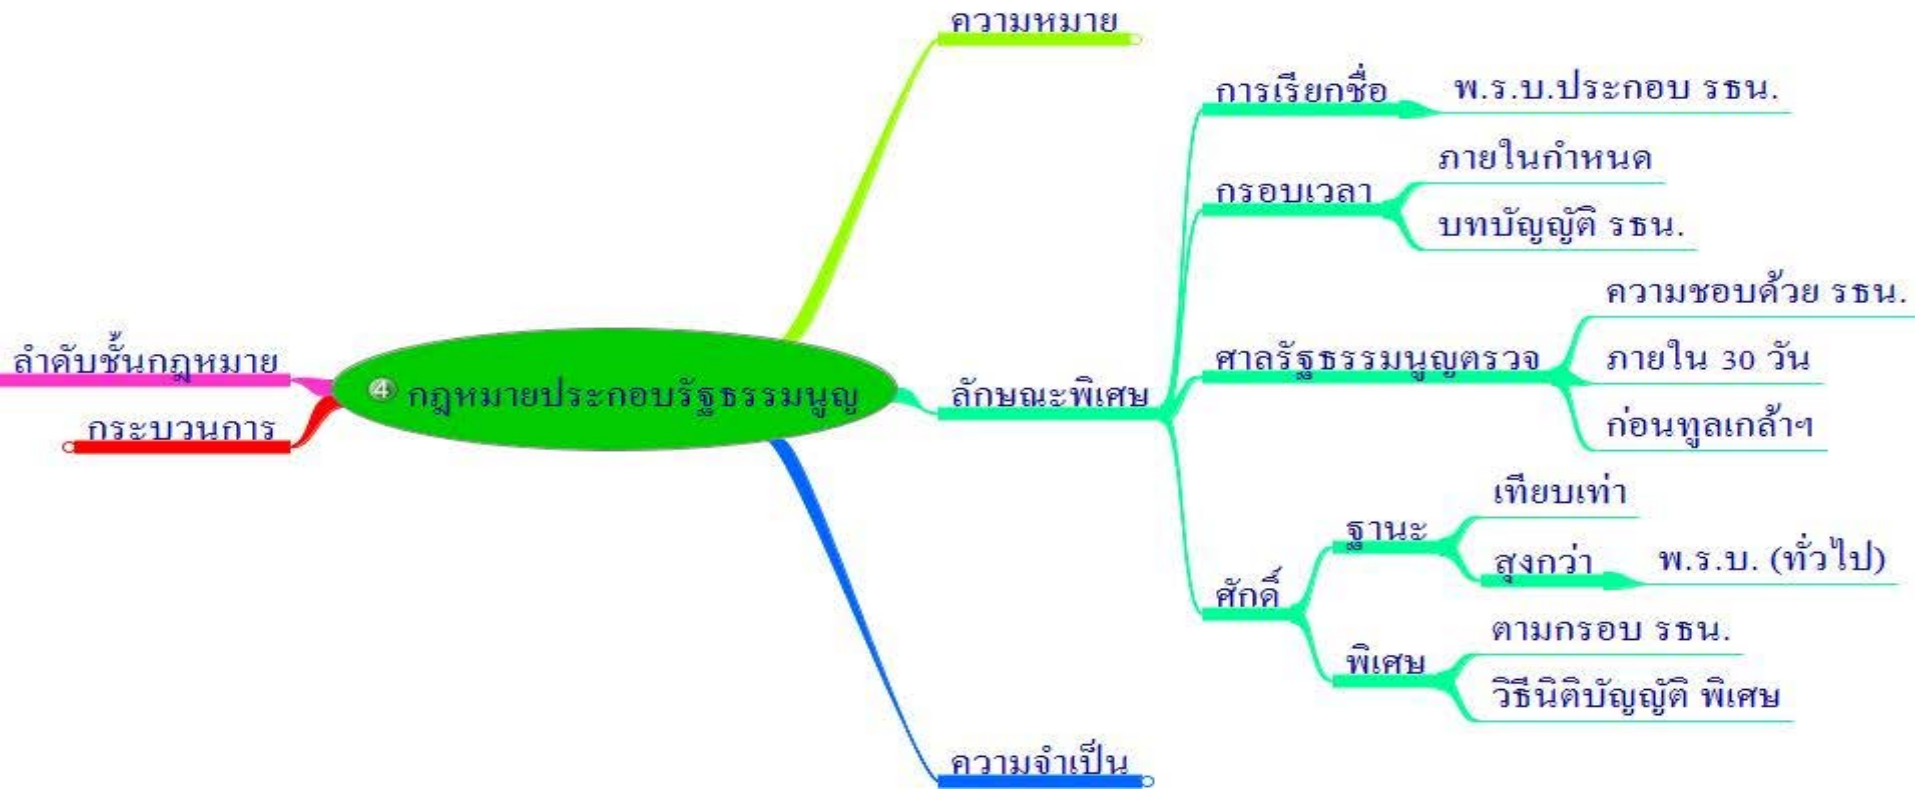 ความหมาย
การเรียกชื่อ
พ.ร.บ.ประกอบ รธน.
กรอบเวลา
ภายในกำหนด
บทบัญญัติ รธน.
ศาลรัฐธรรมนูญตรวจ
ความชอบด้วย รธน.
ภายใน 30 วัน
ก่อนทูลเกล้าฯ
ลำดับชั้นกฎหมาย
4 กฎหมายประกอบรัฐธรรมนูญ
ลักษณะพิเศษ
กระบวนการ
ศักดิ์
ฐานะ
เทียบเท่า
สูงกว่า
พ.ร.บ. (ทั่วไป)
พิเศษ
ตามกรอบ รธน.
วิธีนิติบัญญัติ พิเศษ
ความจำเป็น